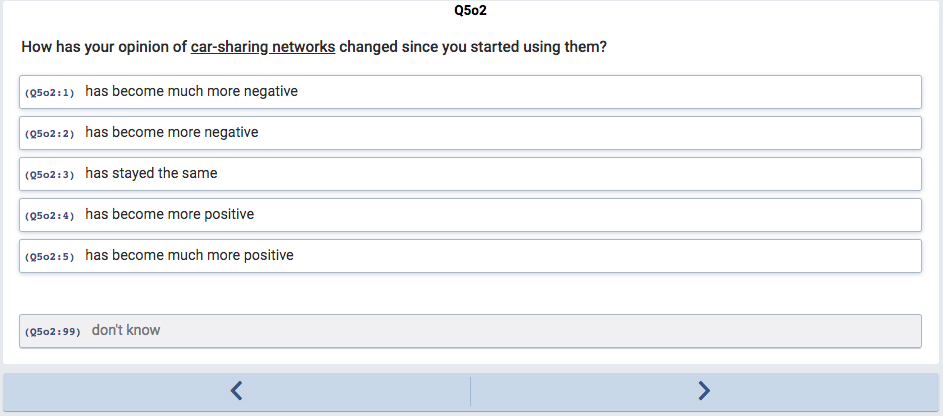 Q5o2
How has your opinion of car-sharing networks changed since you started using them?
(Q5o2:1) has become much more negative
(Q5o2:2) has become more negative
(Q5o2:3) has stayed the same
(Q5o2:4) has become more positive
(Q5o2:5) has become much more positive
(Q5o2:99) don't know